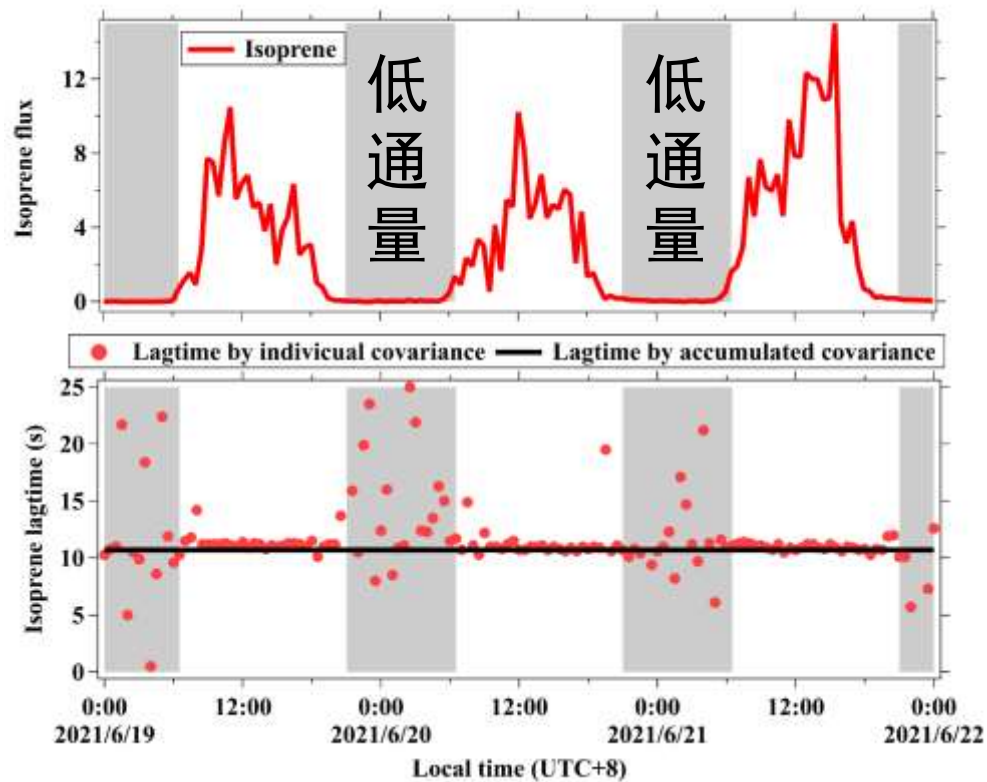 Isoprene
低
通
量
低
通
量
Isoprene flux
12
8
4
0
Lagtime by indivicual covariance
Lagtime by accumulated covariance
Isoprene lagtime (s)
25
20
15
10
5
0
0:00 12:00 0:00 12:00 0:00 12:00 0:00
2021/6/19 2021/6/20 2021/6/21 2021/6/22
Local time (UTC+8)